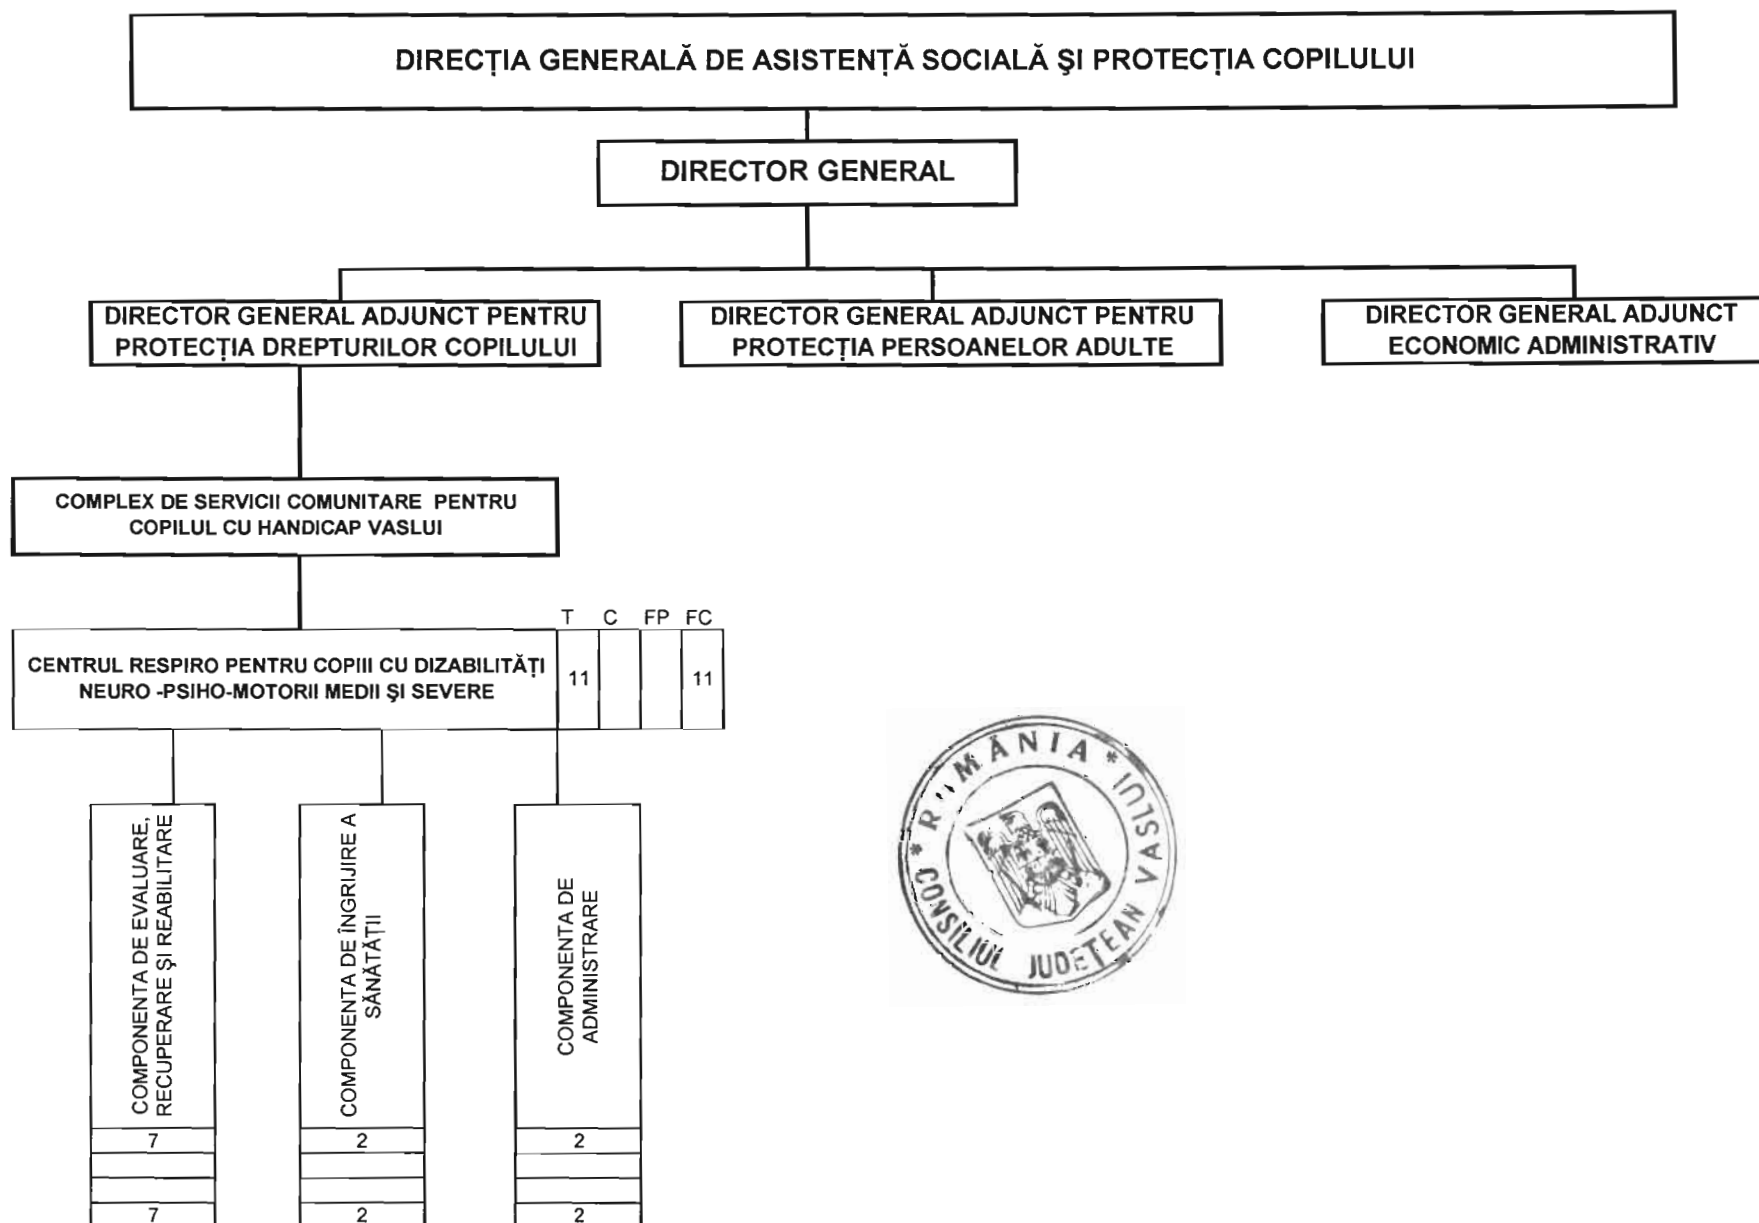 DIRECȚIA GENERALĂ DE ASISTENȚĂ SOCIALĂ ŞI PROTECȚIA COPILULUI
DIRECTOR GENERAL
DIRECTOR GENERAL ADJUNCT PENTRU
PROTECȚIA DREPTURILOR COPILULUI
DIRECTOR GENERAL ADJUNCT PENTRU
PROTECȚIA PERSOANELOR ADULTE
DIRECTOR GENERAL ADJUNCT
ECONOMIC ADMINISTRATIV
COMPLEX DE SERVICII COMUNITARE PENTRU
COPILUL CU HANDICAP VASLUI
T C FP FC
CENTRUL RESPIRO PENTRU COPIII CU DIZABILITĂȚI
NEURO -PSIHO-MOTORII MEDII ŞI SEVERE
11 11
COMPONENTA DE EVALUARE,
RECUPERARE ŞI REABILITARE
7
7
COMPONENTA DE ÎNGRIJIRE A
SĂNĂTĂȚII
2
2
COMPONENTA DE
ADMINISTRARE
2
2
* ROMÂNIA *
CONSILIUL JUDEȚEAN VASLUI